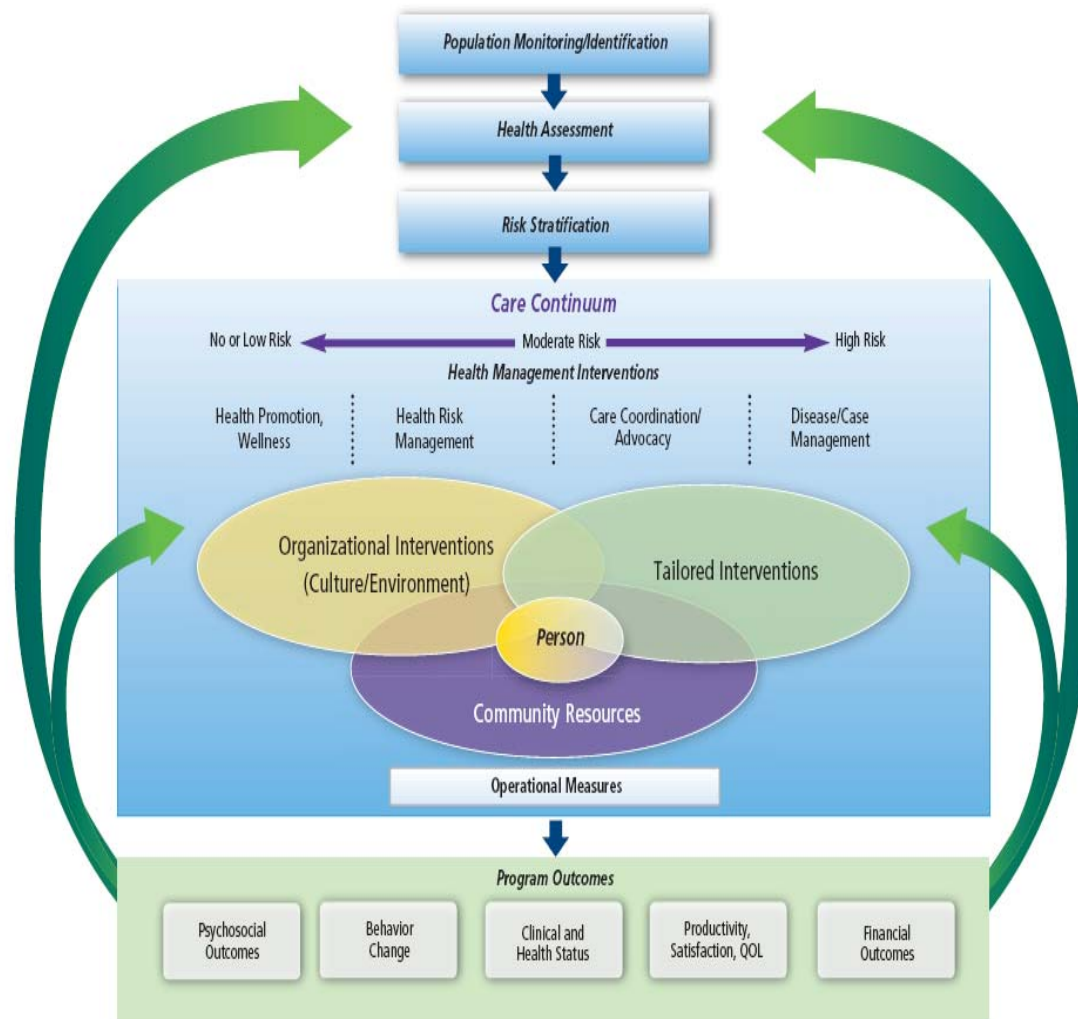 Population Monitoring/Identification
Health Assessment
Risk Stratification
Care Continuum
No or Low Risk
Moderate Risk
High Risk
Health Management Interventions
Health Promotion,
Wellness
Health Risk
Management
Care Coordination/
Advocacy
Disease/Case
Management
Organizational Interventions
(Culture/Environment)
Tailored Interventions
Person
Community Resources
Operational Measures
Program Outcomes
Psychosocial
Outcomes
Behavior
Change
Clinical and
Health Status
Productivity,
Satisfaction, QOL
Financial
Outcomes